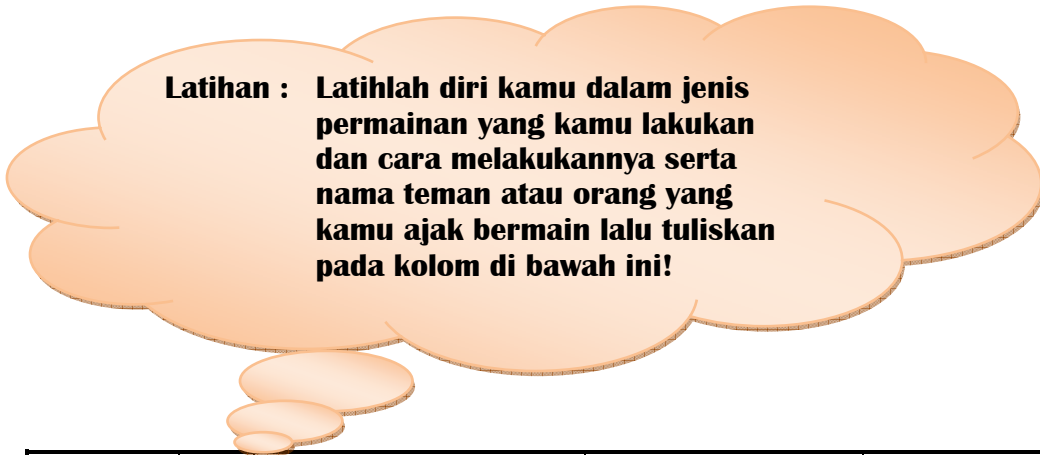 Latihan : Latihlah diri kamu dalam jenis
permainan yang kamu lakukan
dan cara melakukannya serta
nama teman atau orang yang
kamu ajak bermain lalu tuliskan
pada kolom di bawah ini!